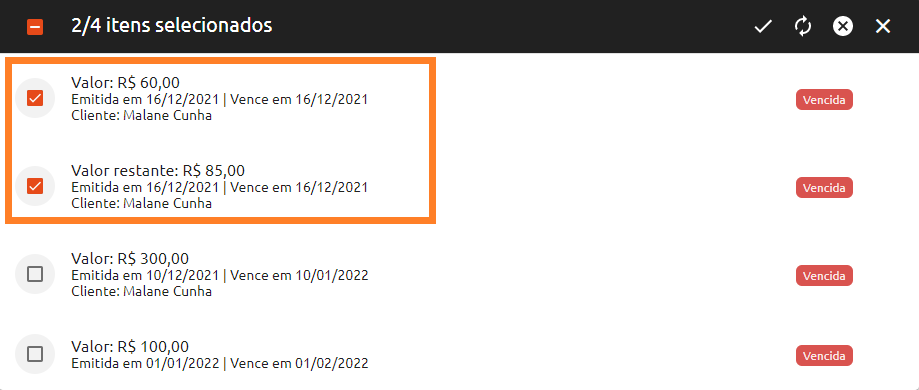 2/4 itens selecionados
Valor: R$ 60,00
Emitida em 16/12/2021 | Vence em 16/12/2021
Cliente: Malane Cunha
Vencida
Valor restante: R$ 85,00
Emitida em 16/12/2021 | Vence em 16/12/2021
Cliente: Malane Cunha
Vencida
Valor: R$ 300,00
Emitida em 10/12/2021 | Vence em 10/01/2022
Cliente: Malane Cunha
Vencida
Valor: R$ 100,00
Emitida em 01/01/2022 | Vence em 01/02/2022
Vencida